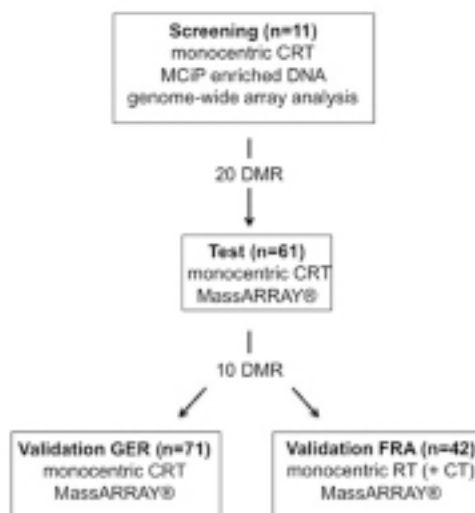 Screening (n=11)
monocentric CRT
MCiP enriched DNA
genome-wide array analysis
20 DMR
Test (n=61)
monocentric CRT
MassARRAY®
10 DMR
Validation GER (n=71)
monocentric CRT
MassARRAY®
Validation FRA (n=42)
monocentric RT (+ CT)
MassARRAY®